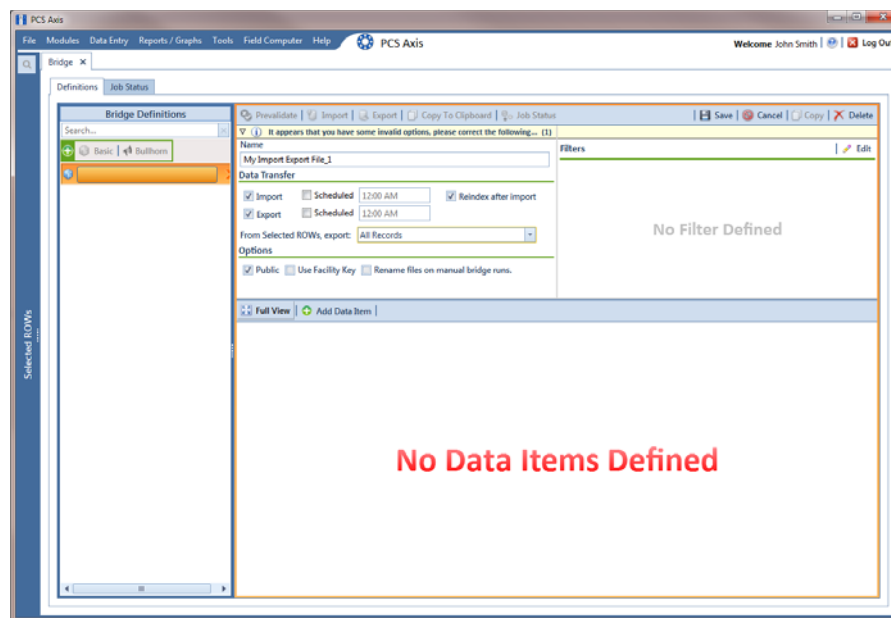 PCS Axis
File Modules Data Entry Reports / Graphs Tools Field Computer Help PCS Axis Welcome John Smith Log Ou
Bridge
Definitions Job Status
Bridge Definitions
Search...
Basic Bullhorn
Prevalidate Import Export Copy To Clipboard Job Status Save Cancel Copy Delete
It appears that you have some invalid options, please correct the following... (1)
Name
My Import Export File_1
Data Transfer
Import Scheduled 12:00 AM Reindex after import
Export Scheduled 12:00 AM
From Selected ROWs, export: All Records
Options
Public Use Facility Key Rename files on manual bridge runs.
Filters Edit
No Filter Defined
Full View Add Data Item
No Data Items Defined
Selected ROWs